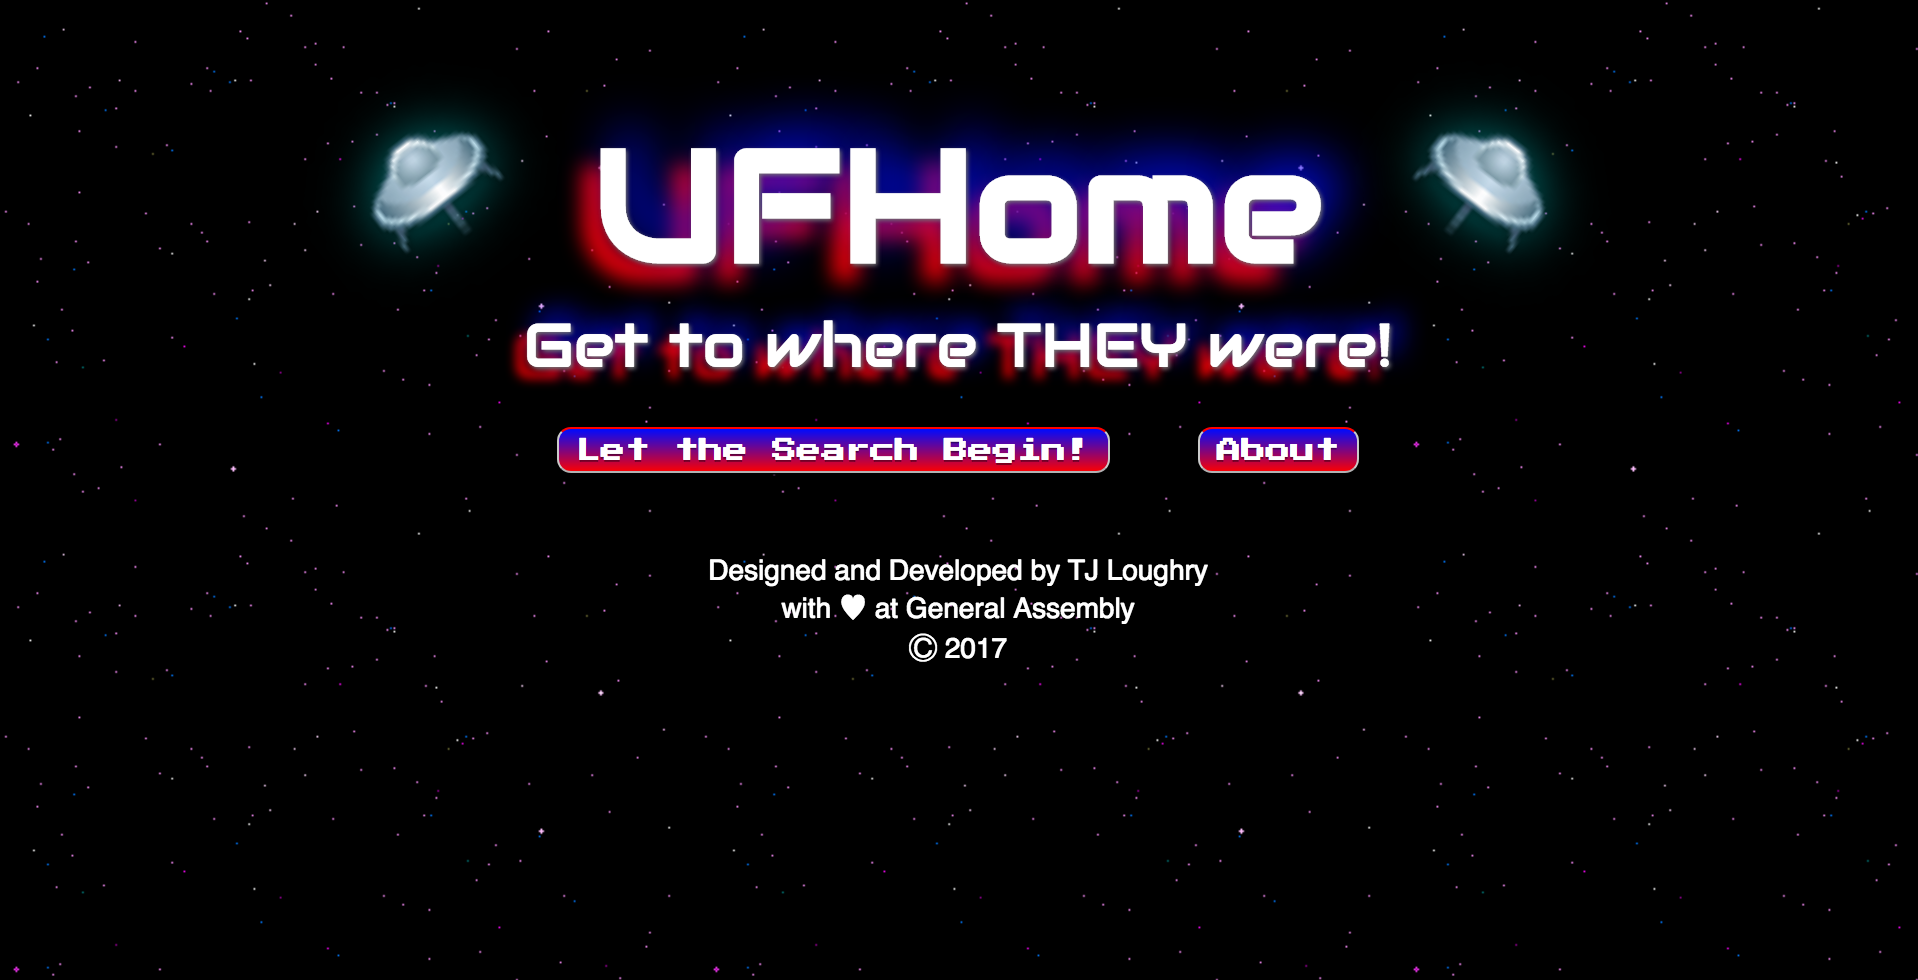 UFHome
Get to where THEY were!
Let the Search Begin!
About
Designed and Developed by TJ Loughry
with ♥ at General Assembly
© 2017